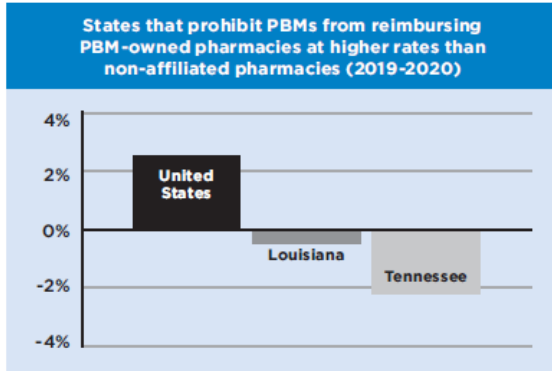 States that prohibit PBMs from reimbursing
PBM-owned pharmacies at higher rates than
non-affiliated pharmacies (2019-2020)
4%
2%
United
States
0%
Louisiana
Tennessee
-2%
-4%